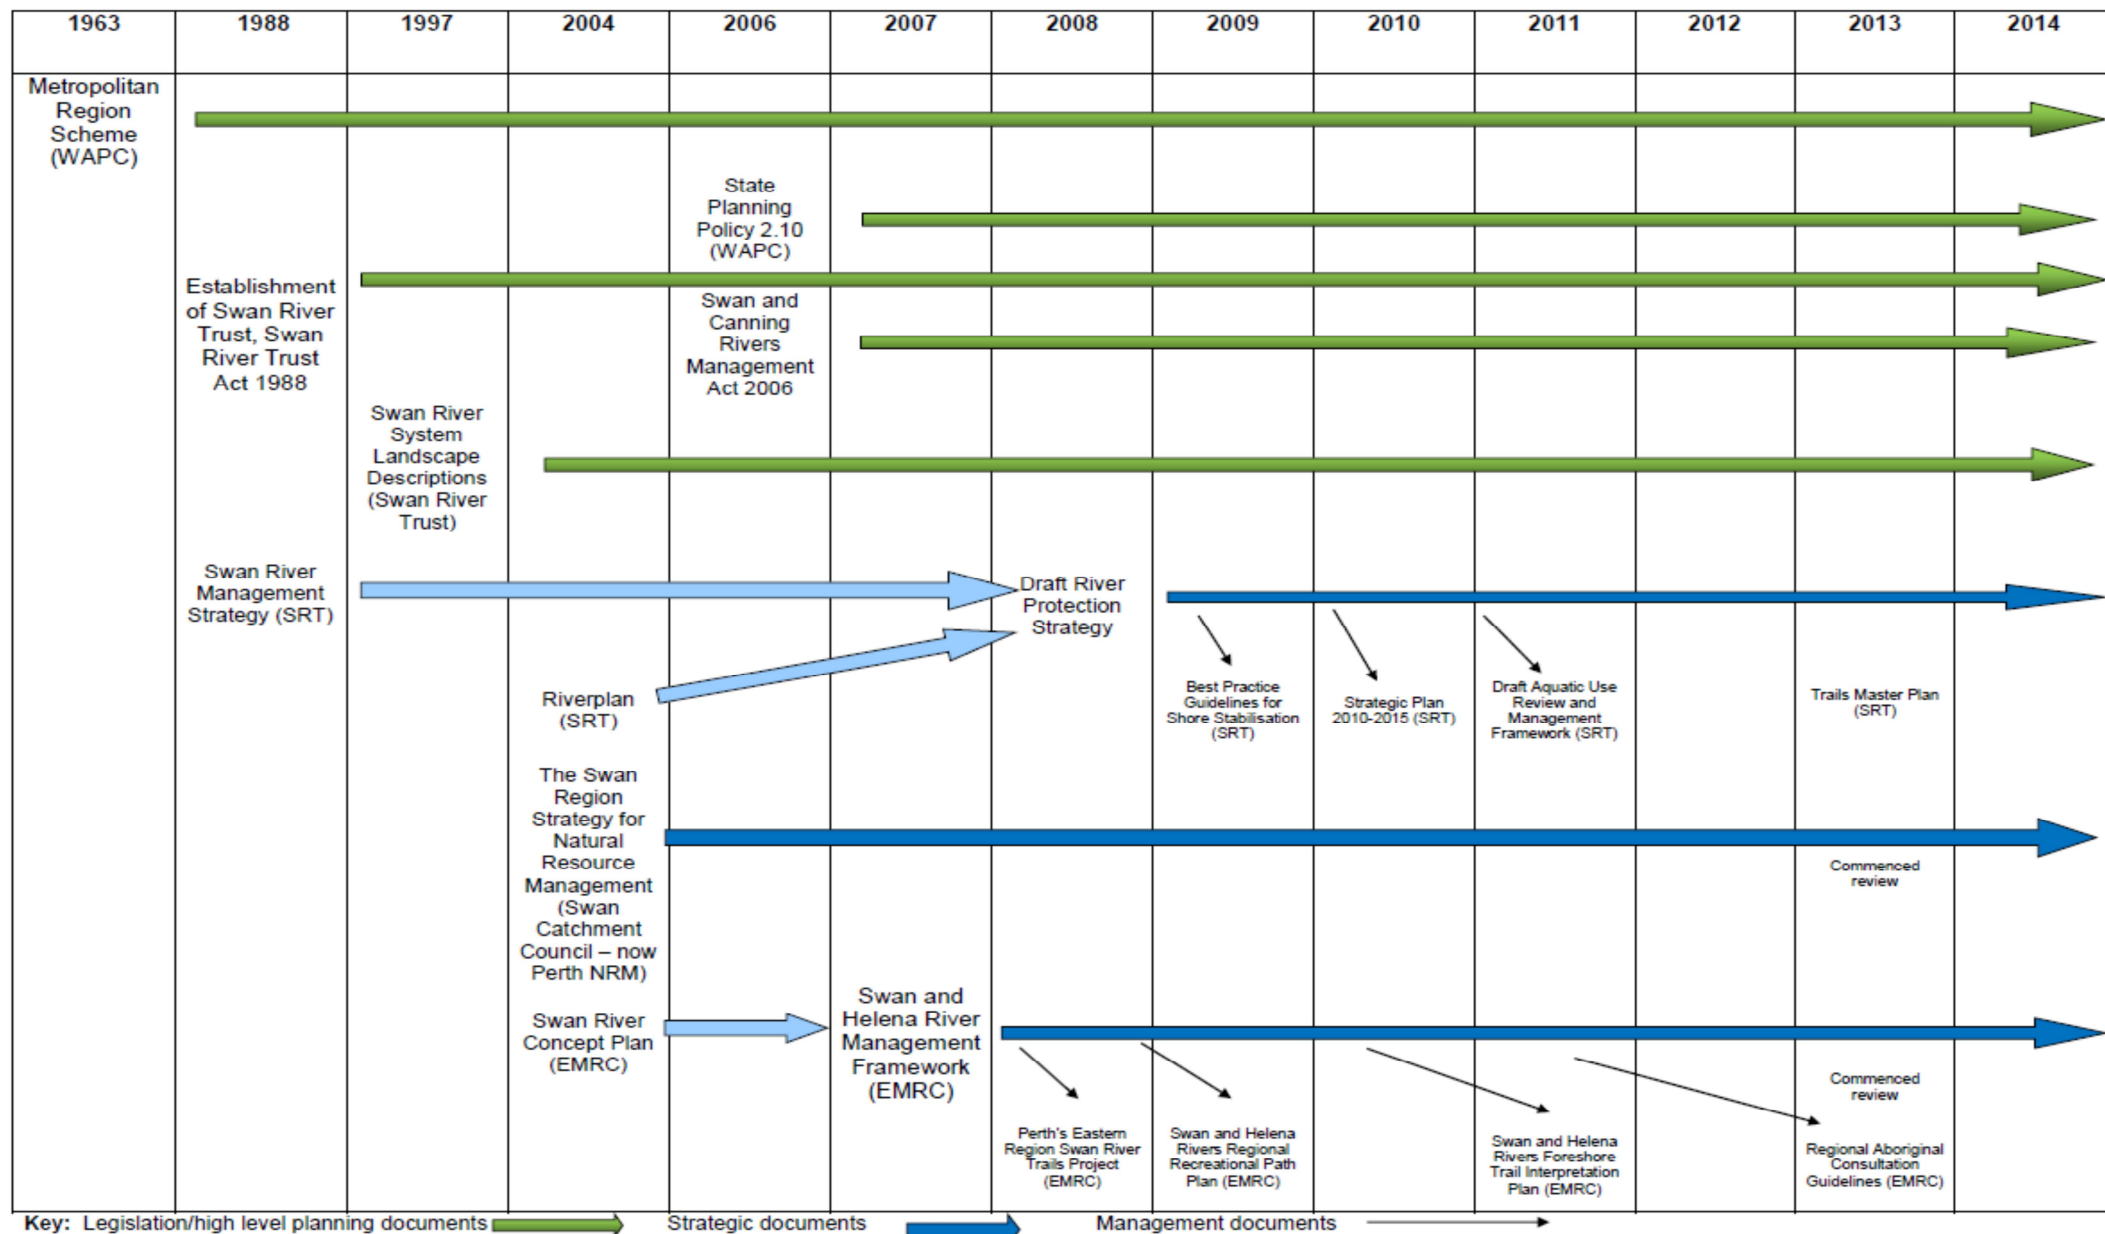 1963 1988 1997 2004 2006 2007 2008 2009 2010 2011 2012 2013 2014
Metropolitan
Region
Scheme
(WAPC)
State
Planning
Policy 2.10
(WAPC)
Establishment
of Swan River
Trust, Swan
River Trust
Act 1988
Swan and
Canning
Rivers
Management
Act 2006
Swan River
System
Landscape
Descriptions
(Swan River
Trust)
Swan River
Management
Strategy (SRT)
Draft River
Protection
Strategy
Riverplan
(SRT)
Best Practice
Guidelines for
Shore Stabilisation
(SRT)
Strategic Plan
2010-2015 (SRT)
Draft Aquatic Use
Review and
Management
Framework (SRT)
Trails Master Plan
(SRT)
The Swan
Region
Strategy for
Natural
Resource
Management
(Swan
Catchment
Council – now
Perth NRM)
Commenced
review
Swan River
Concept Plan
(EMRC)
Swan and
Helena River
Management
Framework
(EMRC)
Commenced
review
Perth's Eastern
Region Swan River
Trails Project
(EMRC)
Swan and Helena
Rivers Regional
Recreational Path
Plan (EMRC)
Swan and Helena
Rivers Foreshore
Trail Interpretation
Plan (EMRC)
Regional Aboriginal
Consultation
Guidelines (EMRC)
Key: Legislation/high level planning documents Strategic documents Management documents